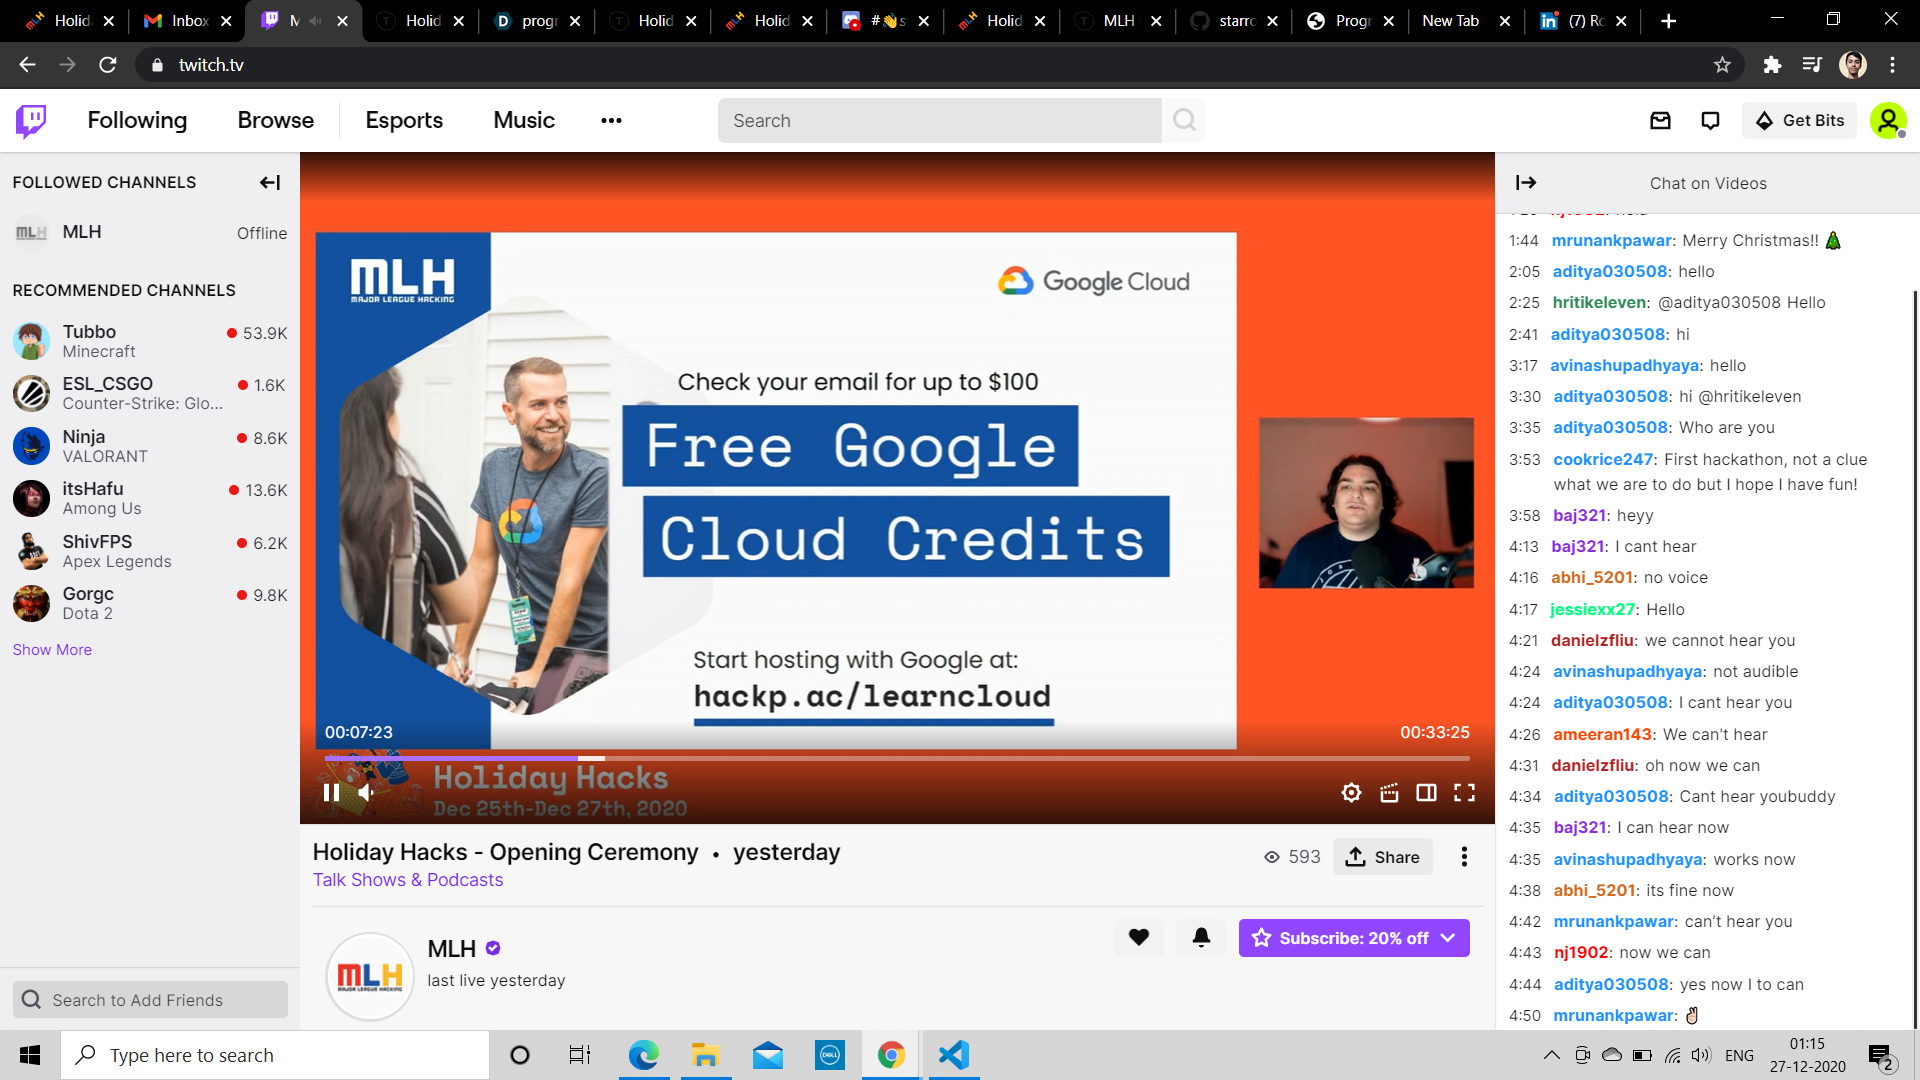 Holid
Inbox
M
Holid
progr
Holid
Holid
Holid
MLH
starro
Progr
New Tab
(7) Ro
twitch.tv
Following
Browse
Esports
Music
Search
Get Bits
FOLLOWED CHANNELS
MLH
Offline
RECOMMENDED CHANNELS
Tubbo
53.9K
Minecraft
ESL_CSGO
1.6K
Counter-Strike: Glo...
Ninja
8.6K
VALORANT
itsHafu
13.6K
Among Us
ShivFPS
6.2K
Apex Legends
Gorgc
9.8K
Dota 2
Show More
Search to Add Friends
MLH
MAJOR LEAGUE HACKING
Google Cloud
Check your email for up to $100
Free Google
Cloud Credits
Start hosting with Google at:
hackp.ac/learncloud
00:07:23
00:33:25
Holiday Hacks
Dec 25th-Dec 27th, 2020
Holiday Hacks - Opening Ceremony • yesterday
Talk Shows & Podcasts
593
Share
MLH
MAJOR LEAGUE HACKING
MLH
last live yesterday
Subscribe: 20% off
Chat on Videos
1:44 mrunankpawar: Merry Christmas!! 🎄
2:05 aditya030508: hello
2:25 hritikeleven: @aditya030508 Hello
2:41 aditya030508: hi
3:17 avinashupadhyaya: hello
3:30 aditya030508: hi @hritikeleven
3:35 aditya030508: Who are you
3:53 cookrice247: First hackathon, not a clue
what we are to do but I hope I have fun!
3:58 baj321: heyy
4:13 baj321: I cant hear
4:16 abhi_5201: no voice
4:17 jessiexx27: Hello
4:21 danielzfliu: we cannot hear you
4:24 avinashupadhyaya: not audible
4:24 aditya030508: I cant hear you
4:26 ameeran143: We can't hear
4:31 danielzfliu: oh now we can
4:34 aditya030508: Cant hear youbuddy
4:35 baj321: I can hear now
4:35 avinashupadhyaya: works now
4:38 abhi_5201: its fine now
4:42 mrunankpawar: can’t hear you
4:43 nj1902: now we can
4:44 aditya030508: yes now I to can
4:50 mrunankpawar: ✌🏻
Type here to search
DELL
ENG
01:15
27-12-2020
2